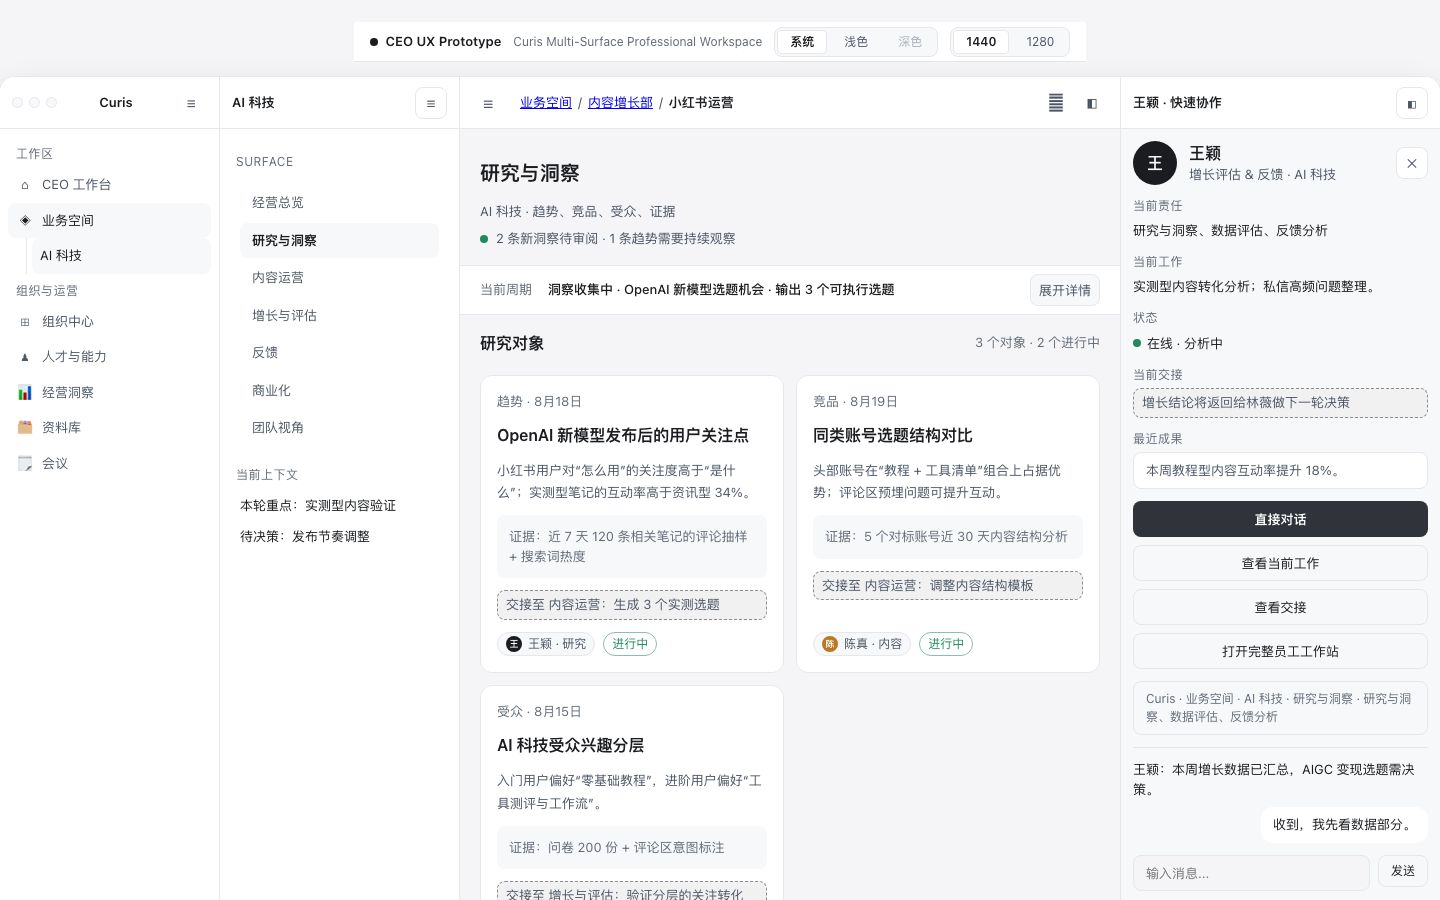 CEO UX Prototype Curis Multi-Surface Professional Workspace 系统 浅色 深色 1440 1280
Curis
工作区
CEO 工作台
业务空间
AI 科技
组织与运营
组织中心
人才与能力
经营洞察
资料库
会议
AI 科技
SURFACE
经营总览
研究与洞察
内容运营
增长与评估
反馈
商业化
团队视角
当前上下文
本轮重点：实测型内容验证
待决策：发布节奏调整
业务空间 / 内容增长部 / 小红书运营
研究与洞察
AI 科技 · 趋势、竞品、受众、证据
2 条新洞察待审阅 · 1 条趋势需要持续观察
当前周期 洞察收集中 · OpenAI 新模型选题机会 · 输出 3 个可执行选题 展开详情
研究对象 3 个对象 · 2 个进行中
趋势 · 8月18日
OpenAI 新模型发布后的用户关注点
小红书用户对“怎么用”的关注度高于“是什
么”；实测型笔记的互动率高于资讯型 34%。
证据：近 7 天 120 条相关笔记的评论抽样
+ 搜索词热度
交接至 内容运营：生成 3 个实测选题
王 王颖 · 研究 进行中
竞品 · 8月19日
同类账号选题结构对比
头部账号在“教程 + 工具清单”组合上占据优
势；评论区预埋问题可提升互动。
证据：5 个对标账号近 30 天内容结构分析
交接至 内容运营：调整内容结构模板
陈 陈真 · 内容 进行中
受众 · 8月15日
AI 科技受众兴趣分层
入门用户偏好“零基础教程”，进阶用户偏好“工
具测评与工作流”。
证据：问卷 200 份 + 评论区意图标注
交接至 增长与评估：验证分层的关注转化
王颖 · 快速协作
王 王颖
增长评估 & 反馈 · AI 科技
当前责任
研究与洞察、数据评估、反馈分析
当前工作
实测型内容转化分析；私信高频问题整理。
状态
在线 · 分析中
当前交接
增长结论将返回给林薇做下一轮决策
最近成果
本周教程型内容互动率提升 18%。
直接对话
查看当前工作
查看交接
打开完整员工工作站
Curis · 业务空间 · AI 科技 · 研究与洞察 · 研究与洞
察、数据评估、反馈分析
王颖：本周增长数据已汇总，AIGC 变现选题需决
策。
收到，我先看数据部分。
输入消息... 发送